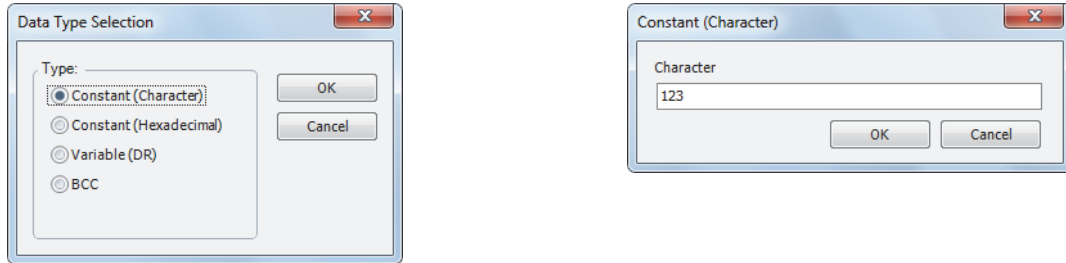 Data Type Selection
Type:
Constant (Character)
Constant (Hexadecimal)
Variable (DR)
BCC
OK
Cancel
Constant (Character)
Character
123
OK
Cancel